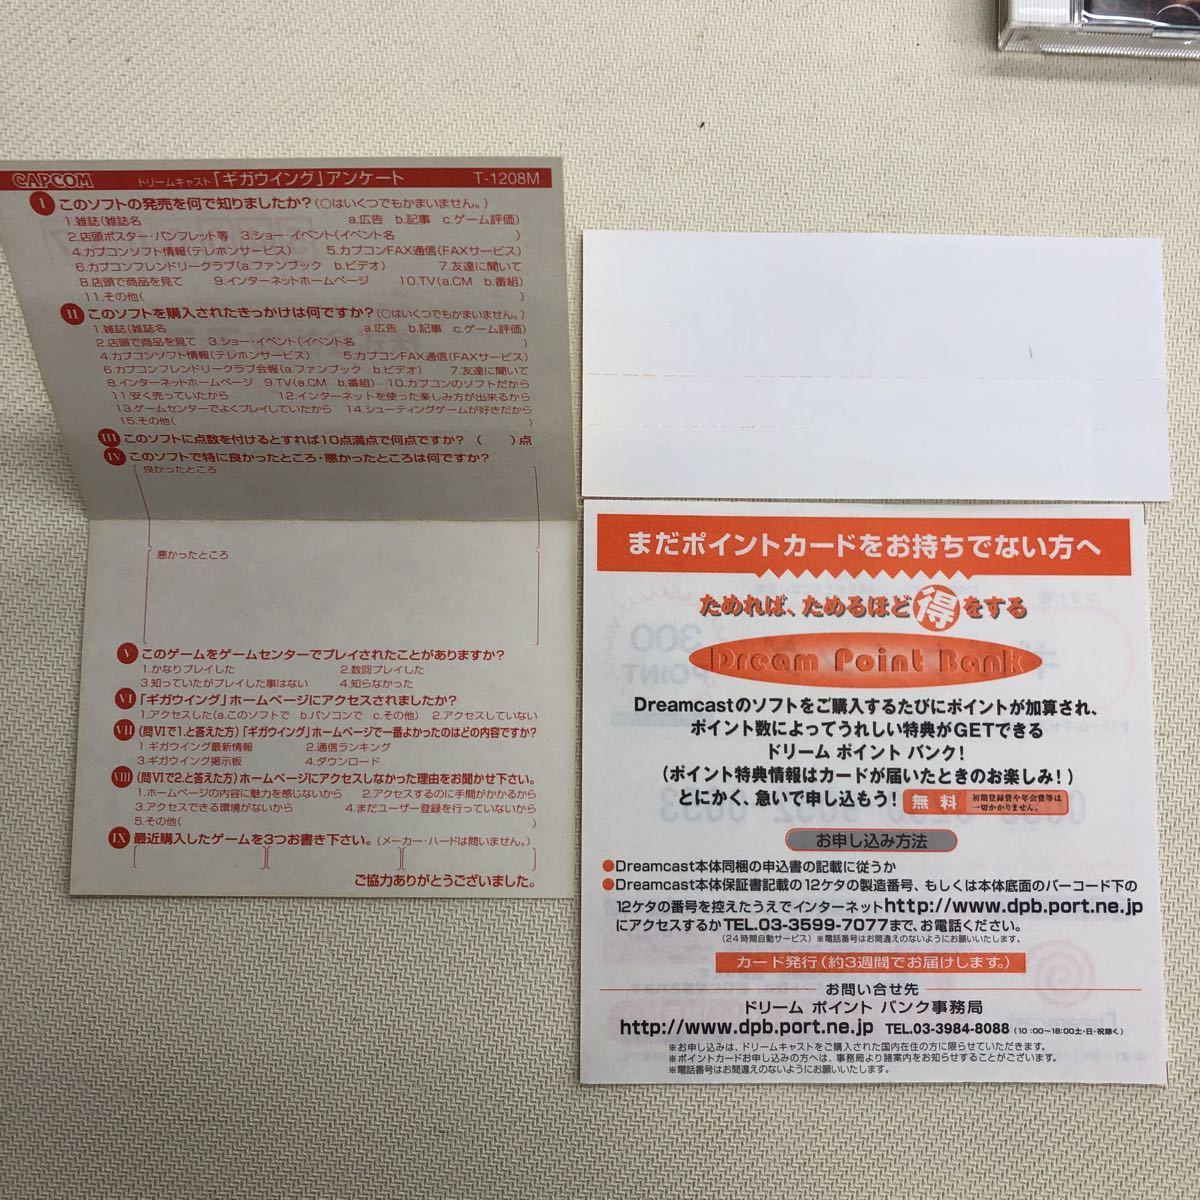 CAPCOM ドリームキャスト「ギガウイング」アンケート T-1208M
I このソフトの発売を何で知りましたか？(○はいくつでもかまいません。)
1.雑誌(雑誌名 a.広告 b.記事 c.ゲーム評価)
2.店頭ポスター・パンフレット等 3.ショー・イベント(イベント名 )
4.カプコンソフト情報(テレホンサービス) 5.カプコンFAX通信(FAXサービス)
6.カプコンフレンドリークラブ(a.ファンブック b.ビデオ) 7.友達に聞いて
8.店頭で商品を見て 9.インターネットホームページ 10.TV(a.CM b.番組)
11.その他( )
II このソフトを購入されたきっかけは何ですか？(○はいくつでもかまいません。)
1.雑誌(雑誌名 a.広告 b.記事 c.ゲーム評価)
2.店頭で商品を見て 3.ショー・イベント(イベント名 )
4.カプコンソフト情報(テレホンサービス) 5.カプコンFAX通信(FAXサービス)
6.カプコンフレンドリークラブ会報(a.ファンブック b.ビデオ) 7.友達に聞いて
8.インターネットホームページ 9.TV(a.CM b.番組) 10.カプコンのソフトだから
11.安く売っていたから 12.インターネットを使った楽しみ方が出来るから
13.ゲームセンターでよくプレイしていたから 14.シューティングゲームが好きだから
15.その他( )
III このソフトに点数を付けるとすれば10点満点で何点ですか？ ( )点
IV このソフトで特に良かったところ・悪かったところは何ですか？
良かったところ
悪かったところ
V このゲームをゲームセンターでプレイされたことがありますか？
1.かなりプレイした 2.数回プレイした
3.知っていたがプレイした事はない 4.知らなかった
VI 「ギガウイング」ホームページにアクセスされましたか？
1.アクセスした(a.このソフトで b.パソコンで c.その他) 2.アクセスしていない
VII (問VIで1.と答えた方)「ギガウイング」ホームページで一番よかったのはどの内容ですか？
1.ギガウイング最新情報 2.通信ランキング
3.ギガウイング掲示板 4.ダウンロード
VIII (問VIで2.と答えた方)ホームページにアクセスしなかった理由をお聞かせ下さい。
1.ホームページの内容に魅力を感じないから 2.アクセスするのに手間がかかるから
3.アクセスできる環境がないから 4.まだユーザー登録を行っていないから
5.その他( )
IX 最近購入したゲームを3つお書き下さい。(メーカー・ハードは問いません。)
ご協力ありがとうございました。
まだポイントカードをお持ちでない方へ
ためれば、ためるほど得をする
Dream Point Bank
Dreamcastのソフトをご購入するたびにポイントが加算され、
ポイント数によってうれしい特典がGETできる
ドリーム ポイント バンク！
(ポイント特典情報はカードが届いたときのお楽しみ！)
とにかく、急いで申し込もう！ 無料 初期登録費や年会費等は
一切かかりません。
お申し込み方法
●Dreamcast本体同梱の申込書の記載に従うか
●Dreamcast本体保証書記載の12ケタの製造番号、もしくは本体底面のバーコード下の
12ケタの番号を控えたうえでインターネットhttp://www.dpb.port.ne.jp
にアクセスするかTEL.03-3599-7077まで、お電話ください。
(24時間自動サービス) ※電話番号はお間違えのないようにお願いいたします。
カード発行(約3週間でお届けします。)
お問い合せ先
ドリーム ポイント バンク事務局
http://www.dpb.port.ne.jp TEL.03-3984-8088 (10:00〜18:00土・日・祝除く)
※お申し込みは、ドリームキャストをご購入された国内在住の方に限らせていただきます。
※ポイントカードお申し込みの方へは、事務局より諸案内をお知らせすることがございます。
※電話番号はお間違えのないようにお願いいたします。